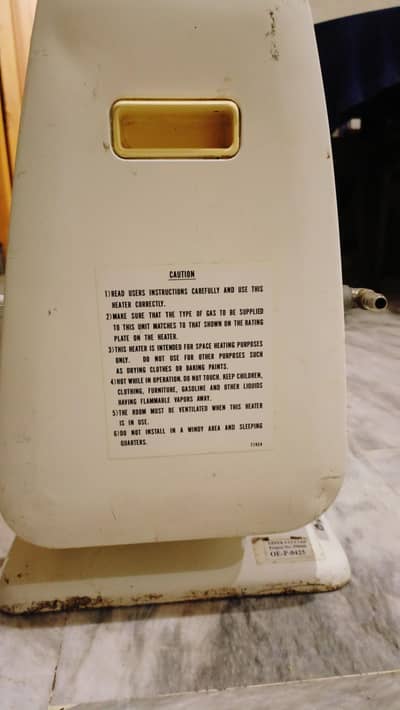 CAUTION
1)READ USERS INSTRUCTIONS CAREFULLY AND USE THIS
HEATER CORRECTLY.
2)MAKE SURE THAT THE TYPE OF GAS TO BE SUPPLIED
TO THIS UNIT MATCHES TO THAT SHOWN ON THE RATING
PLATE ON THE HEATER.
3)THIS HEATER IS INTENDED FOR SPACE HEATING PURPOSES
ONLY. DO NOT USE FOR OTHER PURPOSES SUCH
AS DRYING CLOTHES OR BAKING PAINTS.
4)HOT WHILE IN OPERATION. DO NOT TOUCH. KEEP CHILDREN,
CLOTHING, FURNITURE, GASOLINE AND OTHER LIQUIDS
HAVING FLAMMABLE VAPORS AWAY.
5)THE ROOM MUST BE VENTILATED WHEN THIS HEATER
IS IN USE.
6)DO NOT INSTALL IN A WINDY AREA AND SLEEPING
QUARTERS.
OE-P-0425